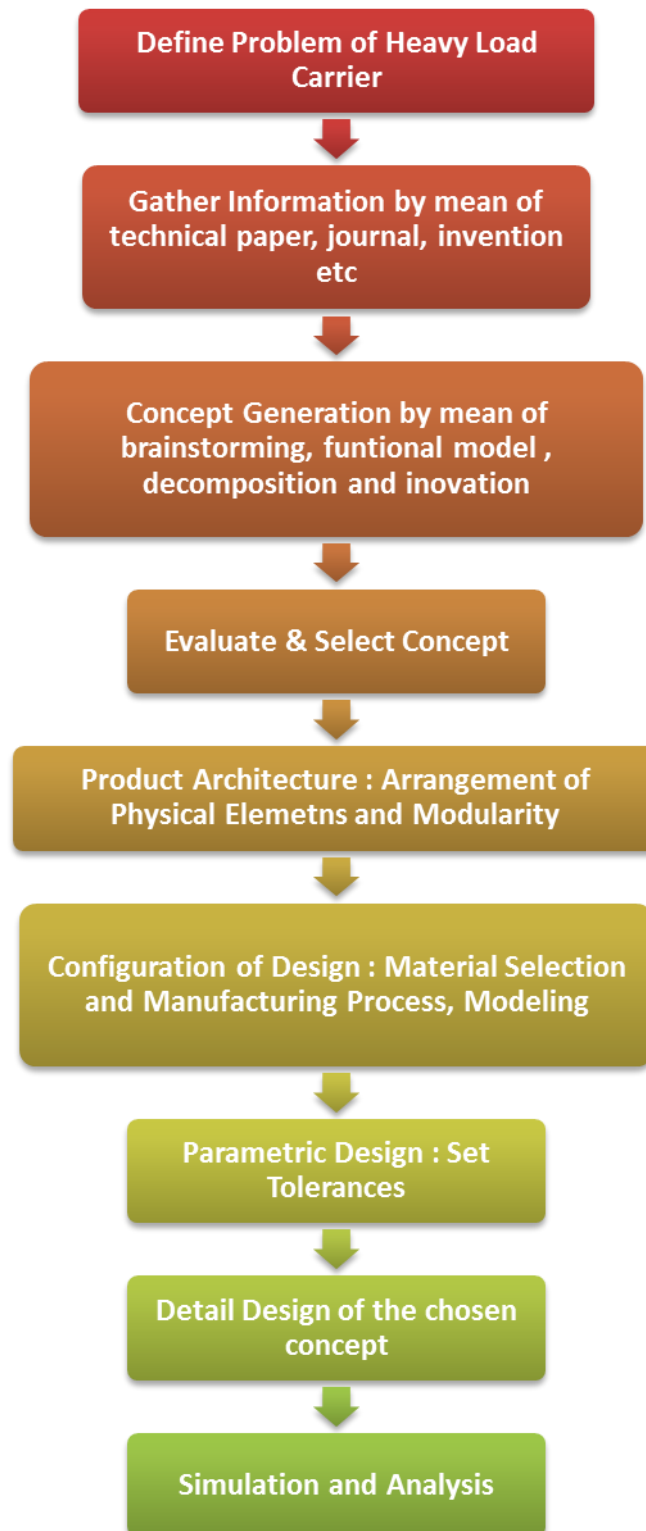 Define Problem of Heavy Load
Carrier
Gather Information by mean of
technical paper, journal, invention
etc
Concept Generation by mean of
brainstorming, funtional model ,
decomposition and inovation
Evaluate & Select Concept
Product Architecture : Arrangement of
Physical Elemetns and Modularity
Configuration of Design : Material Selection
and Manufacturing Process, Modeling
Parametric Design : Set
Tolerances
Detail Design of the chosen
concept
Simulation and Analysis